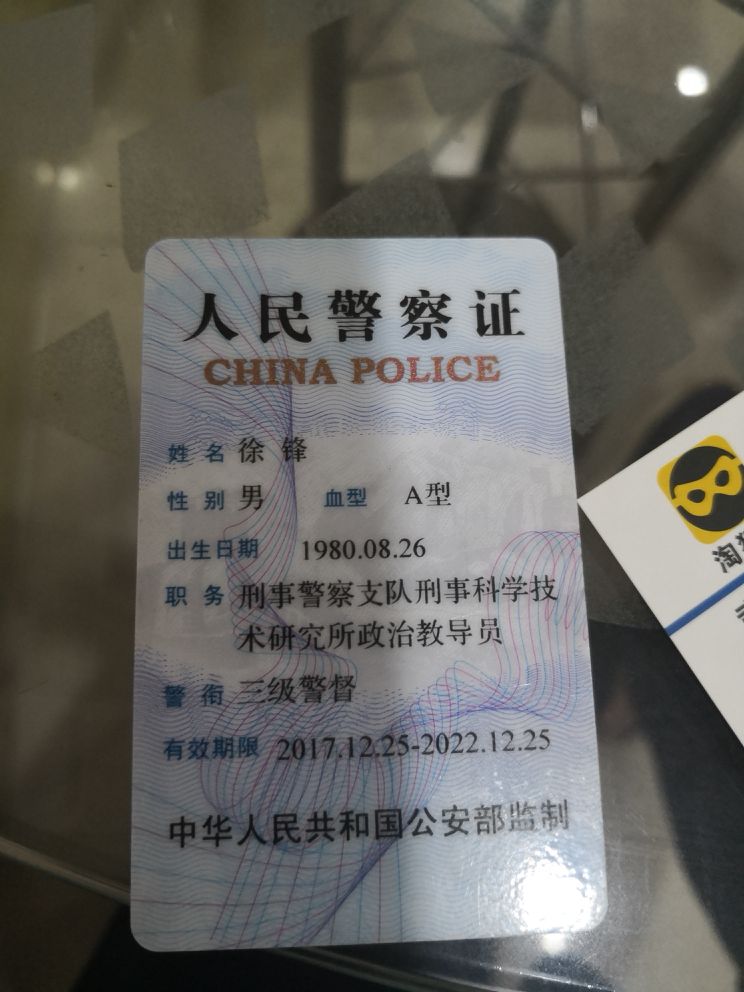 人民警察证
CHINA POLICE
姓名 徐锋
性别 男 血型 A型
出生日期 1980.08.26
职务 刑事警察支队刑事科学技
术研究所政治教导员
警衔 三级警督
有效期限 2017.12.25-2022.12.25
中华人民共和国公安部监制
淘